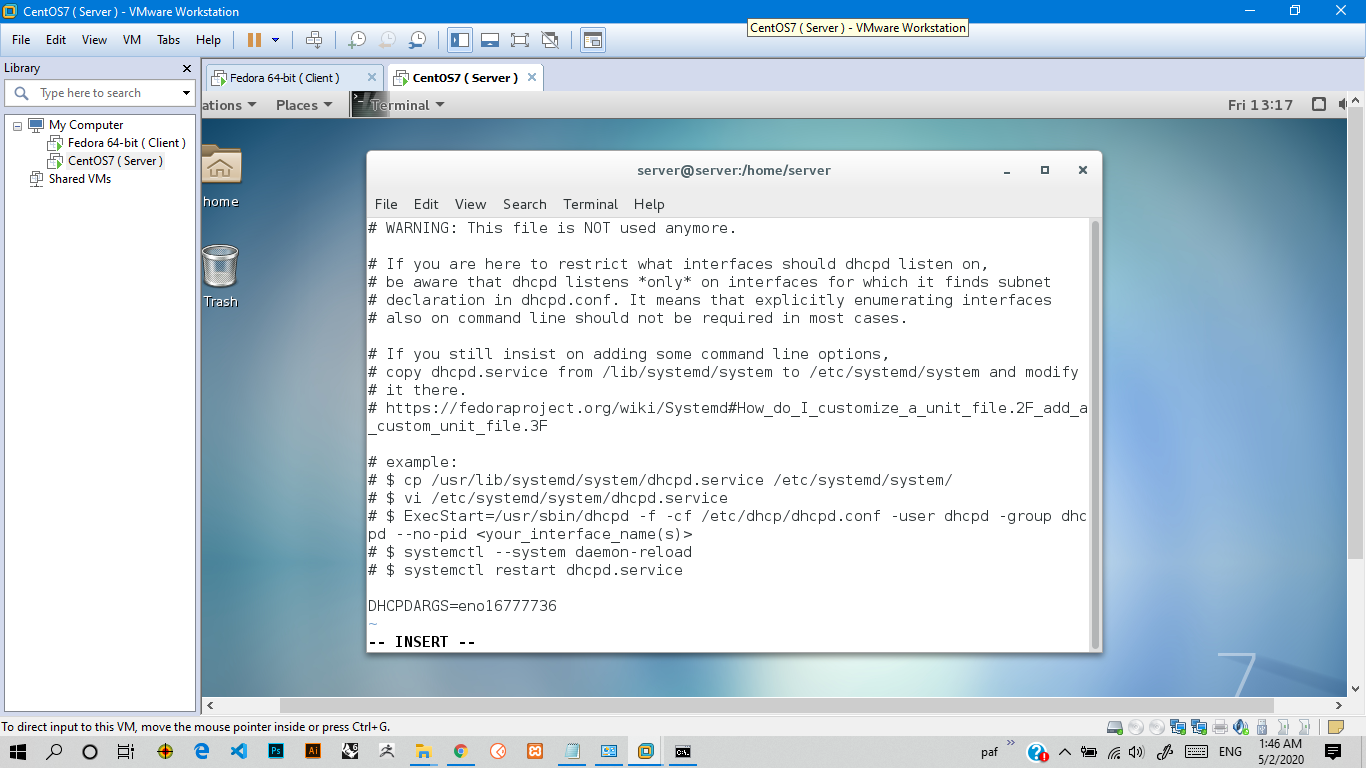 CentOS7 ( Server ) - VMware Workstation
CentOS7 ( Server ) - VMware Workstation
File Edit View VM Tabs Help
Library
Type here to search
My Computer
Fedora 64-bit ( Client )
CentOS7 ( Server )
Shared VMs
Fedora 64-bit ( Client )
CentOS7 ( Server )
ations Places Terminal
Fri 13:17
home
Trash
server@server:/home/server
File Edit View Search Terminal Help
# WARNING: This file is NOT used anymore.
# If you are here to restrict what interfaces should dhcpd listen on,
# be aware that dhcpd listens *only* on interfaces for which it finds subnet
# declaration in dhcpd.conf. It means that explicitly enumerating interfaces
# also on command line should not be required in most cases.
# If you still insist on adding some command line options,
# copy dhcpd.service from /lib/systemd/system to /etc/systemd/system and modify
# it there.
# https://fedoraproject.org/wiki/Systemd#How_do_I_customize_a_unit_file.2F_add_a
_custom_unit_file.3F
# example:
# $ cp /usr/lib/systemd/system/dhcpd.service /etc/systemd/system/
# $ vi /etc/systemd/system/dhcpd.service
# $ ExecStart=/usr/sbin/dhcpd -f -cf /etc/dhcp/dhcpd.conf -user dhcpd -group dhc
pd --no-pid <your_interface_name(s)>
# $ systemctl --system daemon-reload
# $ systemctl restart dhcpd.service
DHCPDARGS=eno16777736
~
-- INSERT --
7
To direct input to this VM, move the mouse pointer inside or press Ctrl+G.
Ps
Ai
paf
ENG
1:46 AM
5/2/2020